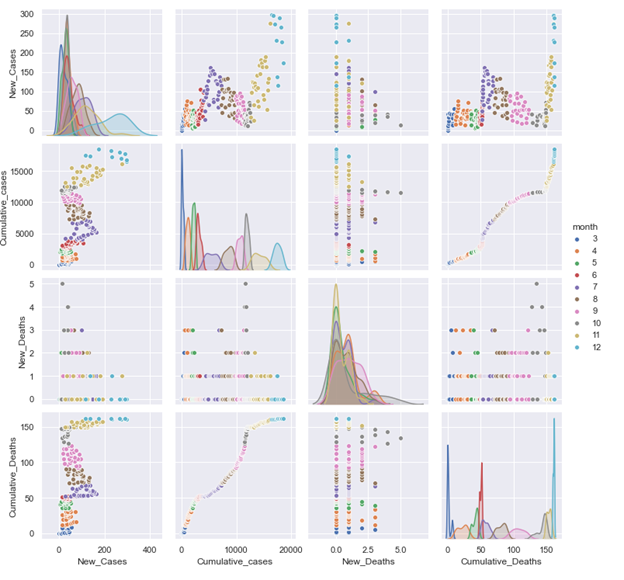 New_Cases
300
250
200
150
100
50
0
Cumulative_cases
15000
10000
5000
0
New_Deaths
5
4
3
2
1
0
Cumulative_Deaths
150
100
50
0
0 200 400
New_Cases
0 10000 20000
Cumulative_cases
0.0 2.5 5.0
New_Deaths
0 50 100 150
Cumulative_Deaths
month
3
4
5
6
7
8
9
10
11
12